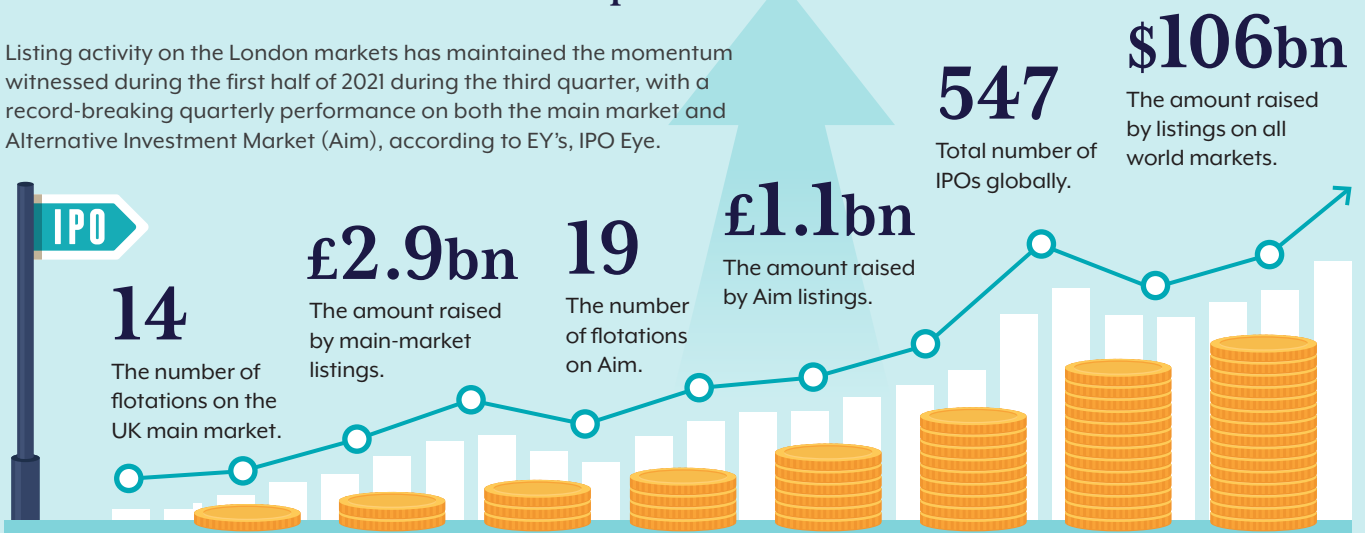 Listing activity on the London markets has maintained the momentum
witnessed during the first half of 2021 during the third quarter, with a
record-breaking quarterly performance on both the main market and
Alternative Investment Market (Aim), according to EY’s, IPO Eye.
IPO
14
The number of
flotations on the
UK main market.
£2.9bn
The amount raised
by main-market
listings.
19
The number
of flotations
on Aim.
£1.1bn
The amount raised
by Aim listings.
547
Total number of
IPOs globally.
$106bn
The amount raised
by listings on all
world markets.